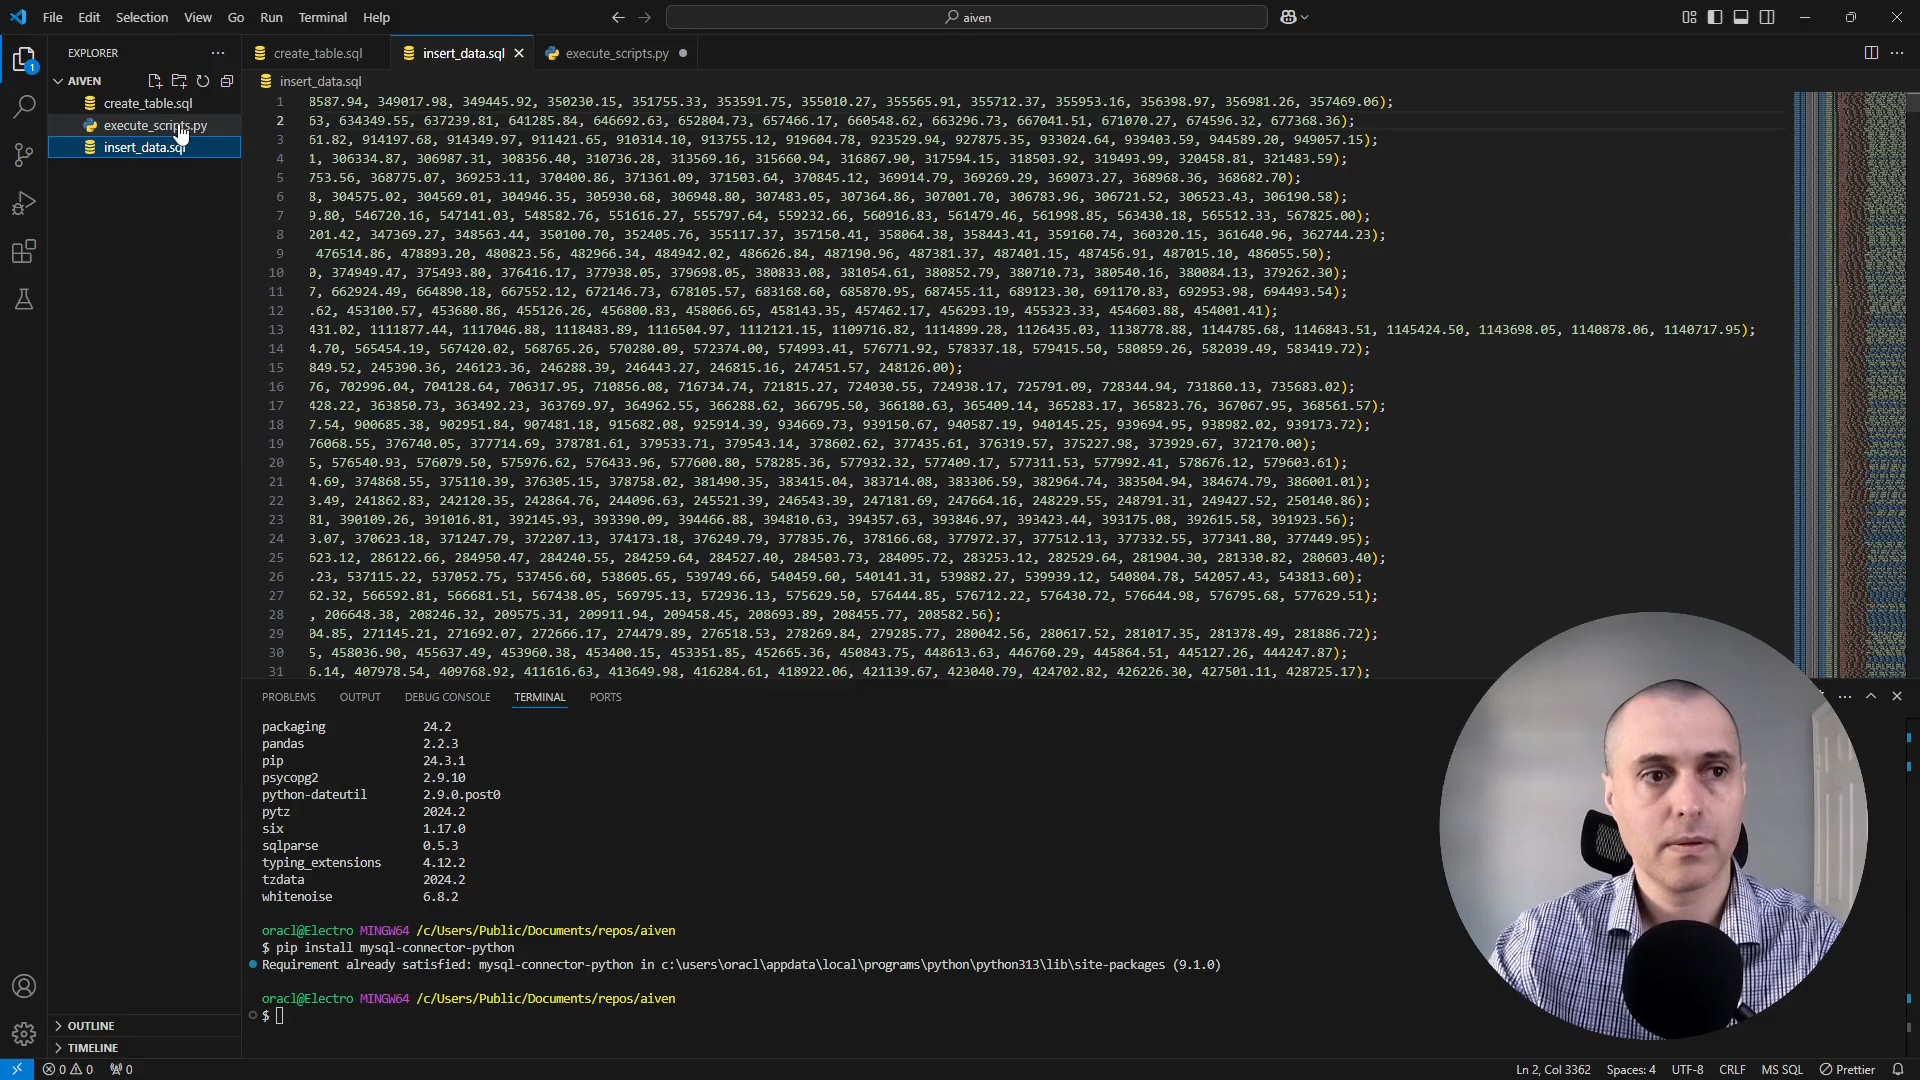 File Edit Selection View Go Run Terminal Help
aiven
EXPLORER
AIVEN
create_table.sql
execute_scripts.py
insert_data.sql
OUTLINE
TIMELINE
create_table.sql insert_data.sql execute_scripts.py
insert_data.sql
1 8587.94, 349017.98, 349445.92, 350230.15, 351755.33, 353591.75, 355010.27, 355565.91, 355712.37, 355953.16, 356398.97, 356981.26, 357469.06);
2 63, 634349.55, 637239.81, 641285.84, 646692.63, 652804.73, 657466.17, 660548.62, 663296.73, 667041.51, 671070.27, 674596.32, 677368.36);
3 61.82, 914197.68, 914349.97, 911421.65, 910314.10, 913755.12, 919604.78, 923529.94, 927875.35, 933024.64, 939403.59, 944589.20, 949057.15);
4 1, 306334.87, 306987.31, 308356.40, 310736.28, 313569.16, 315660.94, 316867.90, 317594.15, 318503.92, 319493.99, 320458.81, 321483.59);
5 753.56, 368775.07, 369253.11, 370400.86, 371361.09, 371503.64, 370845.12, 369914.79, 369269.29, 369073.27, 368968.36, 368682.70);
6 8, 304575.02, 304569.01, 304946.35, 305930.68, 306948.80, 307483.05, 307364.86, 307001.70, 306783.96, 306721.52, 306523.43, 306190.58);
7 9.80, 546720.16, 547141.03, 548582.76, 551616.27, 555797.64, 559232.66, 560916.83, 561479.46, 561998.85, 563430.18, 565512.33, 567825.00);
8 201.42, 347369.27, 348563.44, 350100.70, 352405.76, 355117.37, 357150.41, 358064.38, 358443.41, 359160.74, 360320.15, 361640.96, 362744.23);
9 476514.86, 478893.20, 480823.56, 482966.34, 484942.02, 486626.84, 487190.96, 487381.37, 487401.15, 487456.91, 487015.10, 486055.50);
10 0, 374949.47, 375493.80, 376416.17, 377938.05, 379698.05, 380833.08, 381054.61, 380852.79, 380710.73, 380540.16, 380084.13, 379262.30);
11 7, 662924.49, 664890.18, 667552.12, 672146.73, 678105.57, 683168.60, 685870.95, 687455.11, 689123.30, 691170.83, 692953.98, 694493.54);
12 .62, 453100.57, 453680.86, 455126.26, 456800.83, 458066.65, 458143.35, 457462.17, 456293.19, 455323.33, 454603.88, 454001.41);
13 431.02, 1111877.44, 1117046.88, 1118483.89, 1116504.97, 1112121.15, 1109716.82, 1114899.28, 1126435.03, 1138778.88, 1144785.68, 1146843.51, 1145424.50, 1143698.05, 1140878.06, 1140717.95);
14 4.70, 565454.19, 567420.02, 568765.26, 570280.09, 572374.00, 574993.41, 576771.92, 578337.18, 579415.50, 580859.26, 582039.49, 583419.72);
15 849.52, 245390.36, 246123.36, 246288.39, 246443.27, 246815.16, 247451.57, 248126.00);
16 76, 702996.04, 704128.64, 706317.95, 710856.08, 716734.74, 721815.27, 724030.55, 724938.17, 725791.09, 728344.94, 731860.13, 735683.02);
17 428.22, 363850.73, 363492.23, 363769.97, 364962.55, 366288.62, 366795.50, 366180.63, 365409.14, 365283.17, 365823.76, 367067.95, 368561.57);
18 7.54, 900685.38, 902951.84, 907481.18, 915682.08, 925914.39, 934669.73, 939150.67, 940587.19, 940145.25, 939694.95, 938982.02, 939173.72);
19 76068.55, 376740.05, 377714.69, 378781.61, 379533.71, 379543.14, 378602.62, 377435.61, 376319.57, 375227.98, 373929.67, 372170.00);
20 5, 576540.93, 576079.50, 575976.62, 576433.96, 577600.80, 578285.36, 577932.32, 577409.17, 577311.53, 577992.41, 578676.12, 579603.61);
21 4.69, 374868.55, 375110.39, 376305.15, 378758.02, 381490.35, 383415.04, 383714.08, 383306.59, 382964.74, 383504.94, 384674.79, 386001.01);
22 3.49, 241862.83, 242120.35, 242864.76, 244096.63, 245521.39, 246543.39, 247181.69, 247664.16, 248229.55, 248791.31, 249427.52, 250140.86);
23 81, 390109.26, 391016.81, 392145.93, 393390.09, 394466.88, 394810.63, 394357.63, 393846.97, 393423.44, 393175.08, 392615.58, 391923.56);
24 3.07, 370623.18, 371247.79, 372207.13, 374173.18, 376249.79, 377835.76, 378166.68, 377972.37, 377512.13, 377332.55, 377341.80, 377449.95);
25 623.12, 286122.66, 284950.47, 284240.55, 284259.64, 284527.40, 284503.73, 284095.72, 283253.12, 282529.64, 281904.30, 281330.82, 280603.40);
26 .23, 537115.22, 537052.75, 537456.60, 538605.65, 539749.66, 540459.60, 540141.31, 539882.27, 539939.12, 540804.78, 542057.43, 543813.60);
27 62.32, 566592.81, 566681.51, 567438.05, 569795.13, 572936.13, 575629.50, 576444.85, 576712.22, 576430.72, 576644.98, 576795.68, 577629.51);
28 , 206648.38, 208246.32, 209575.31, 209911.94, 209458.45, 208693.89, 208455.77, 208582.56);
29 04.85, 271145.21, 271692.07, 272666.17, 274479.89, 276518.53, 278269.84, 279285.77, 280042.56, 280617.52, 281017.35, 281378.49, 281886.72);
30 5, 458036.90, 455637.49, 453960.38, 453400.15, 453351.85, 452665.36, 450843.75, 448613.63, 446760.29, 445864.51, 445127.26, 444247.87);
31 6.14, 407978.54, 409768.92, 411616.63, 413649.98, 416284.61, 418922.06, 421139.67, 423040.79, 424702.82, 426226.30, 427501.11, 428725.17);
PROBLEMS OUTPUT DEBUG CONSOLE TERMINAL PORTS
packaging 24.2
pandas 2.2.3
pip 24.3.1
psycopg2 2.9.10
python-dateutil 2.9.0.post0
pytz 2024.2
six 1.17.0
sqlparse 0.5.3
typing_extensions 4.12.2
tzdata 2024.2
whitenoise 6.8.2
oracl@Electro MINGW64 /c/Users/Public/Documents/repos/aiven
$ pip install mysql-connector-python
Requirement already satisfied: mysql-connector-python in c:\users\oracl\appdata\local\programs\python\python313\lib\site-packages (9.1.0)
oracl@Electro MINGW64 /c/Users/Public/Documents/repos/aiven
$
0 0 0 Ln 2, Col 3362 Spaces: 4 UTF-8 CRLF MS SQL Prettier